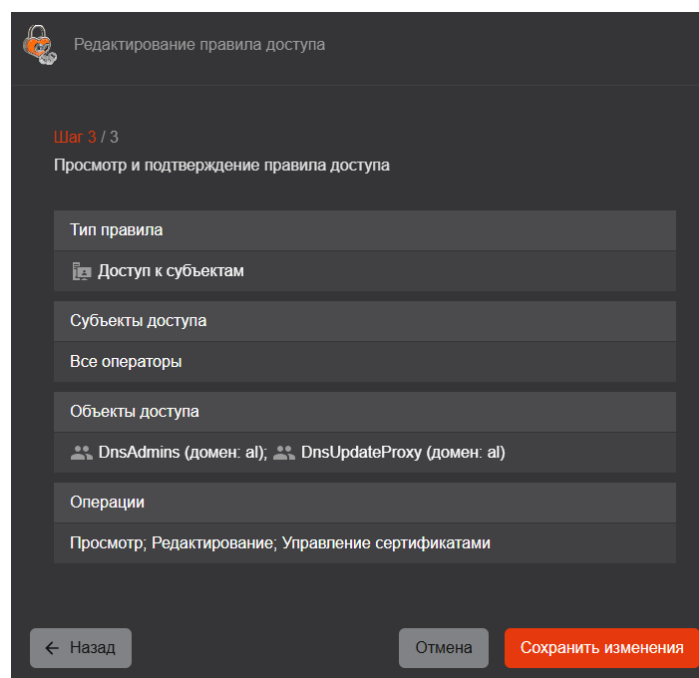 Редактирование правила доступа
Шаг 3 / 3
Просмотр и подтверждение правила доступа
Тип правила
Доступ к субъектам
Субъекты доступа
Все операторы
Объекты доступа
DnsAdmins (домен: al); DnsUpdateProxy (домен: al)
Операции
Просмотр; Редактирование; Управление сертификатами
Назад Отмена Сохранить изменения